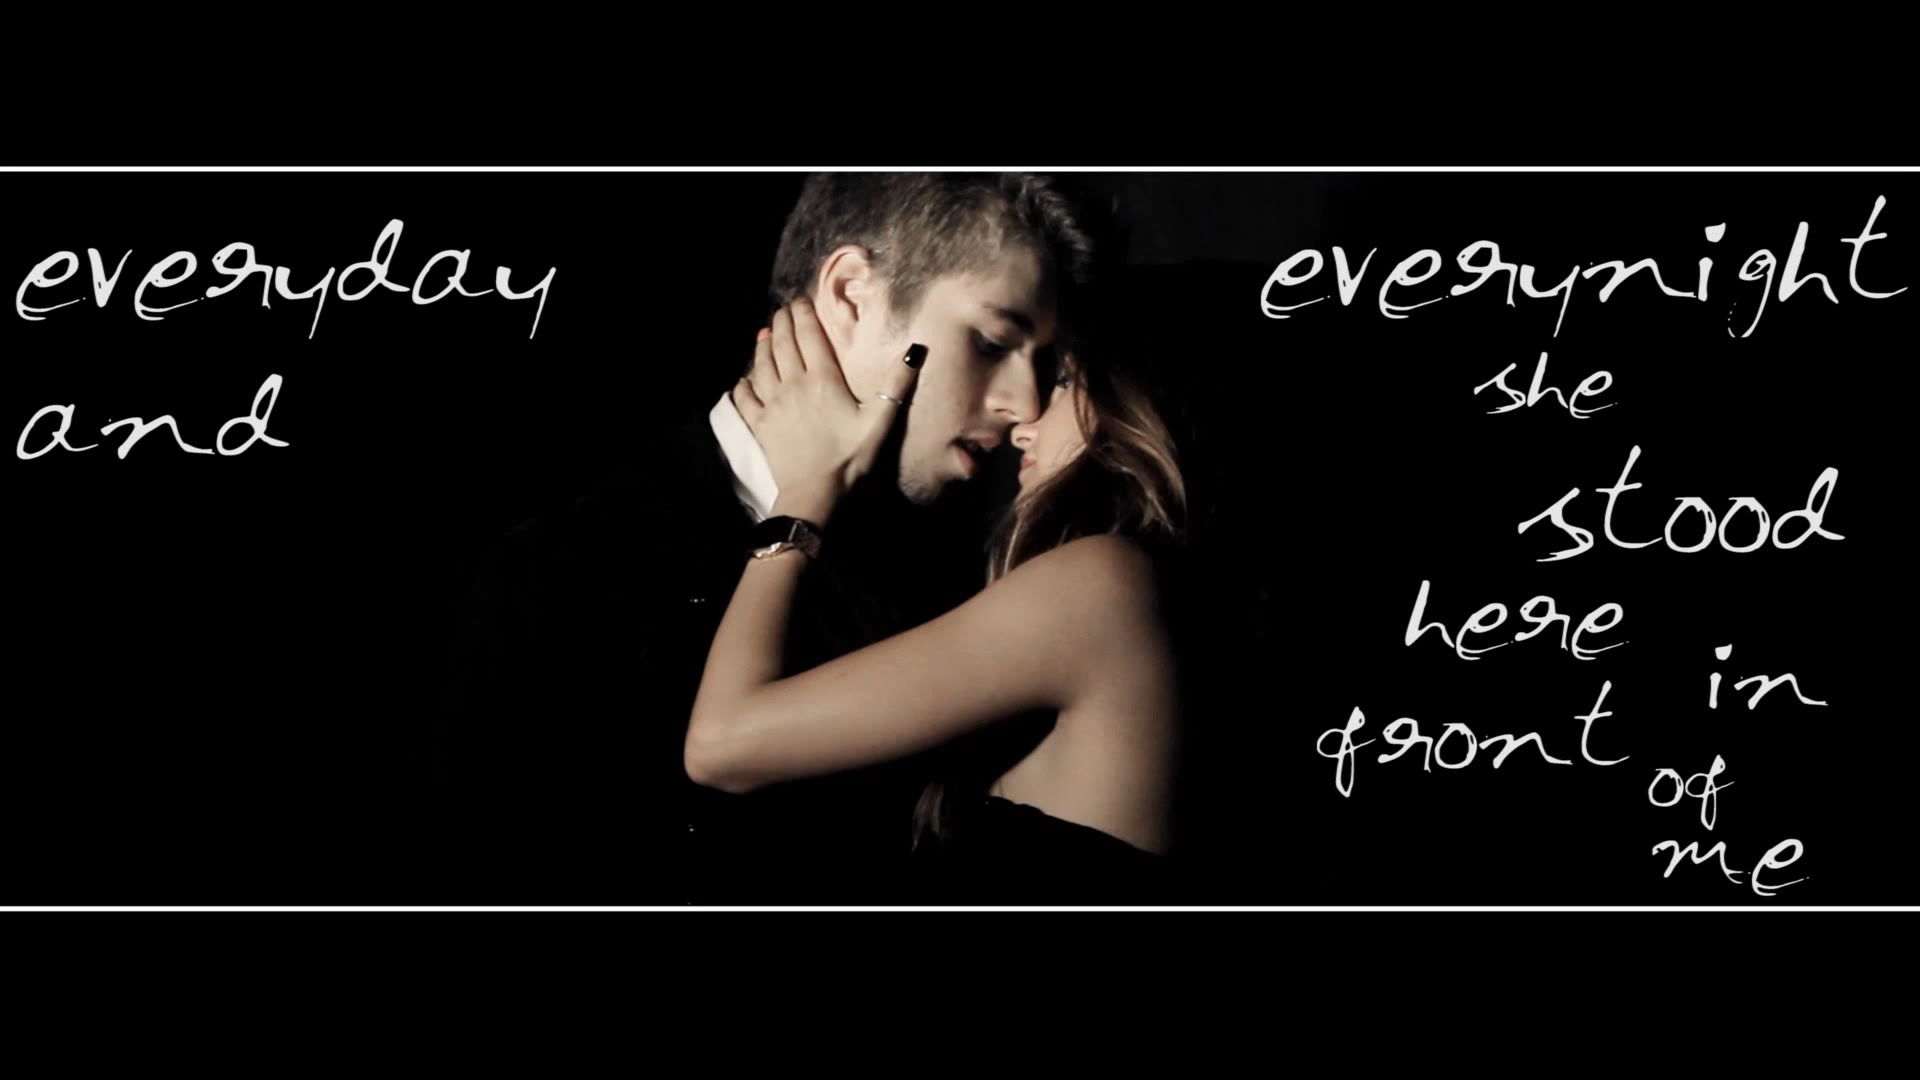 everyday
and
everynight
she
stood
here
in
front
of
me